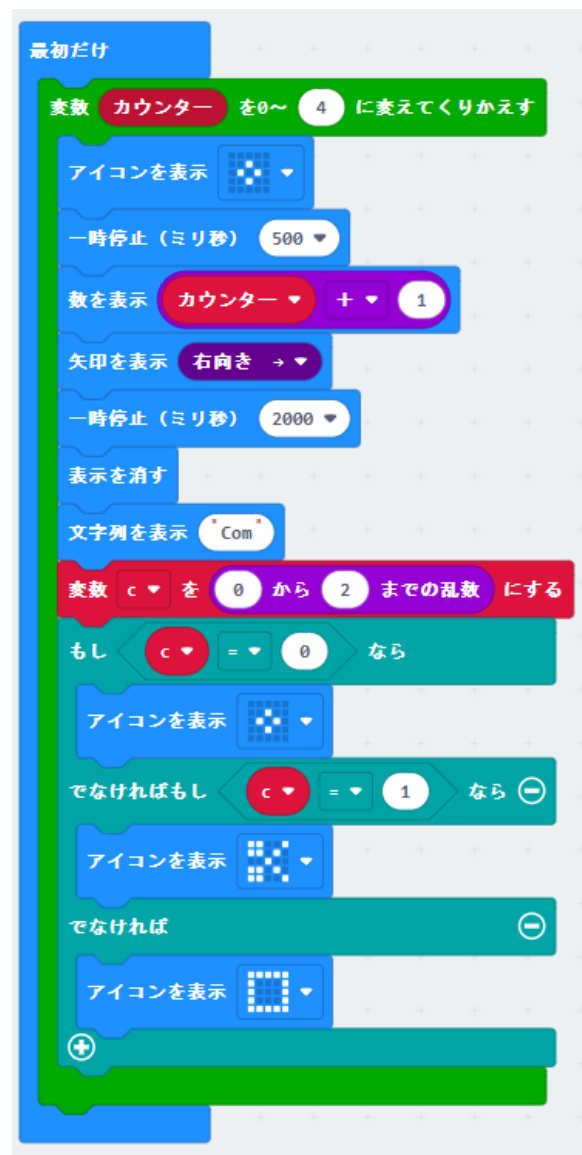 最初だけ
変数 カウンター を0～ 4 に変えてくりかえす
アイコンを表示
一時停止（ミリ秒） 500
数を表示 カウンター + 1
矢印を表示 右向き →
一時停止（ミリ秒） 2000
表示を消す
文字列を表示 "Com"
変数 c を 0 から 2 までの乱数 にする
もし c = 0 なら
アイコンを表示
でなければもし c = 1 なら
アイコンを表示
でなければ
アイコンを表示